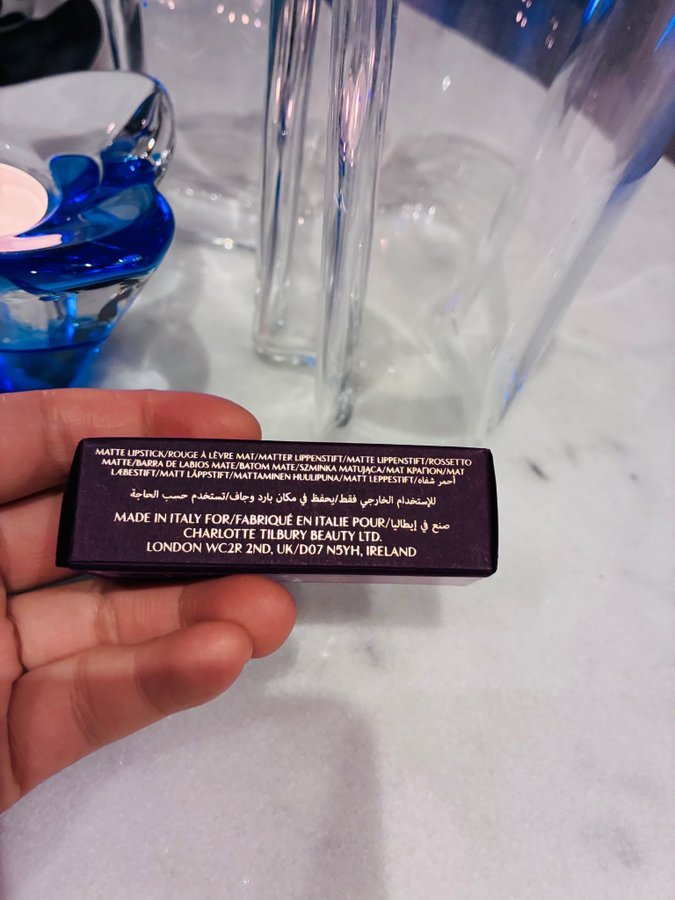 MATTE LIPSTICK/ROUGE À LÈVRE MAT/MATTER LIPPENSTIFT/MATTE LIPPENSTIFT/ROSSETTO
MATTE/BARRA DE LABIOS MATE/BATOM MATE/SZMINKA MATUJĄCA/MAT КРАПОН/MAT
LÆBESTIFT/MATT LÄPPSTIFT/MATTAMINEN HUULIPUNA/MATT LEPPESTIFT/أحمر شفاه
للإستخدام الخارجي فقط/يحفظ في مكان بارد وجاف/تستخدم حسب الحاجة
MADE IN ITALY FOR/FABRIQUÉ EN ITALIE POUR/صنع في إيطاليا
CHARLOTTE TILBURY BEAUTY LTD.
LONDON WC2R 2ND, UK/D07 N5YH, IRELAND